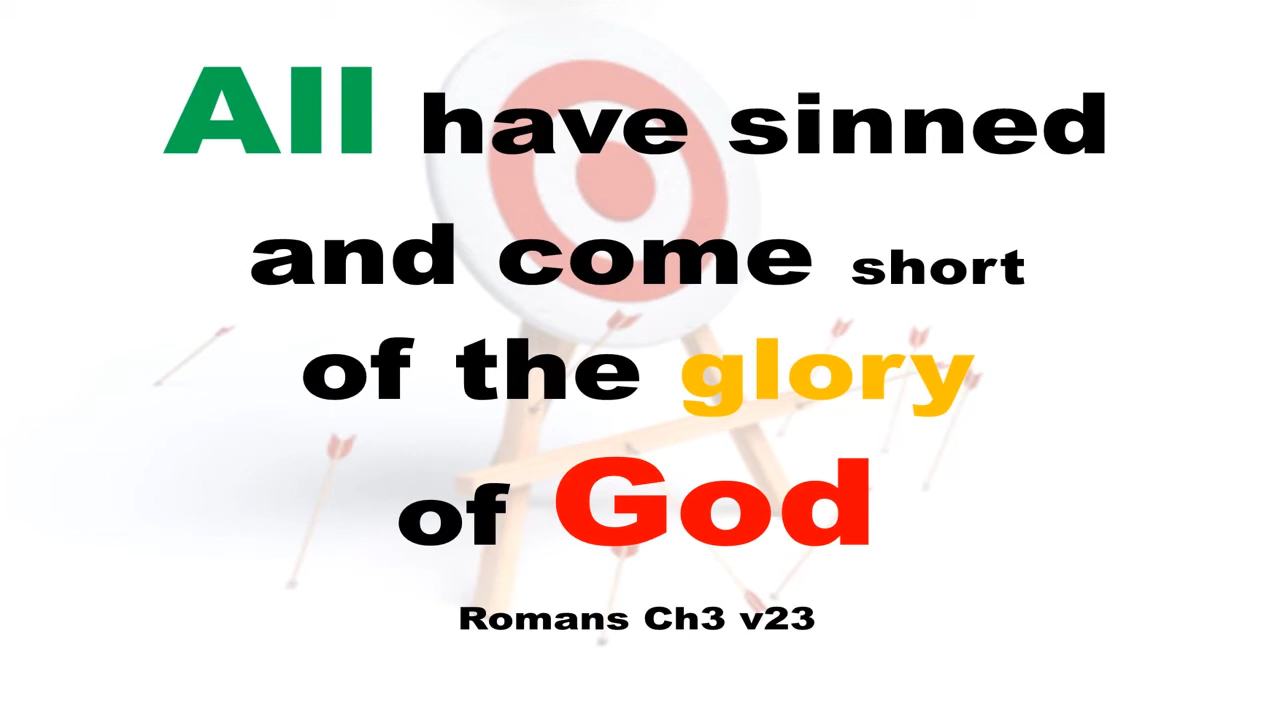 All have sinned
and come short
of the glory
of God
Romans Ch3 v23